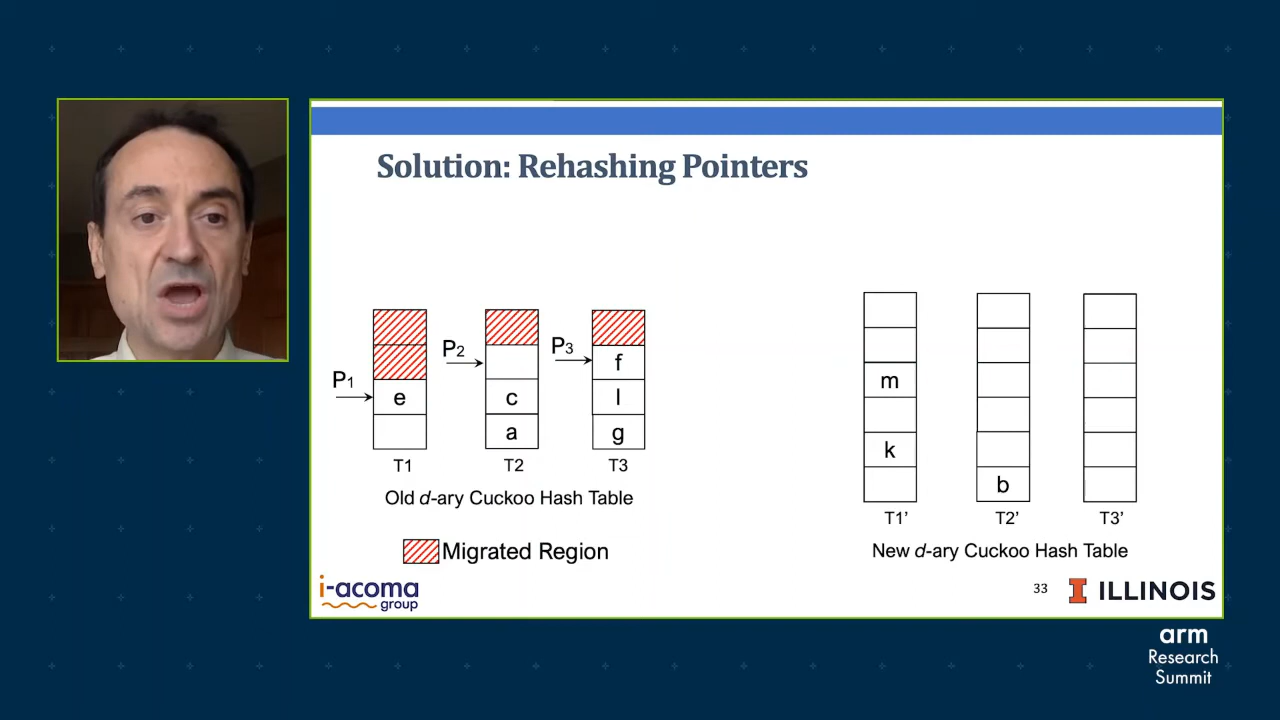 Solution: Rehashing Pointers
P1
P2
P3
e
c
a
f
l
g
T1
T2
T3
Old d-ary Cuckoo Hash Table
Migrated Region
m
k
b
T1’
T2’
T3’
New d-ary Cuckoo Hash Table
i-acoma
group
33
I ILLINOIS
arm
Research
Summit